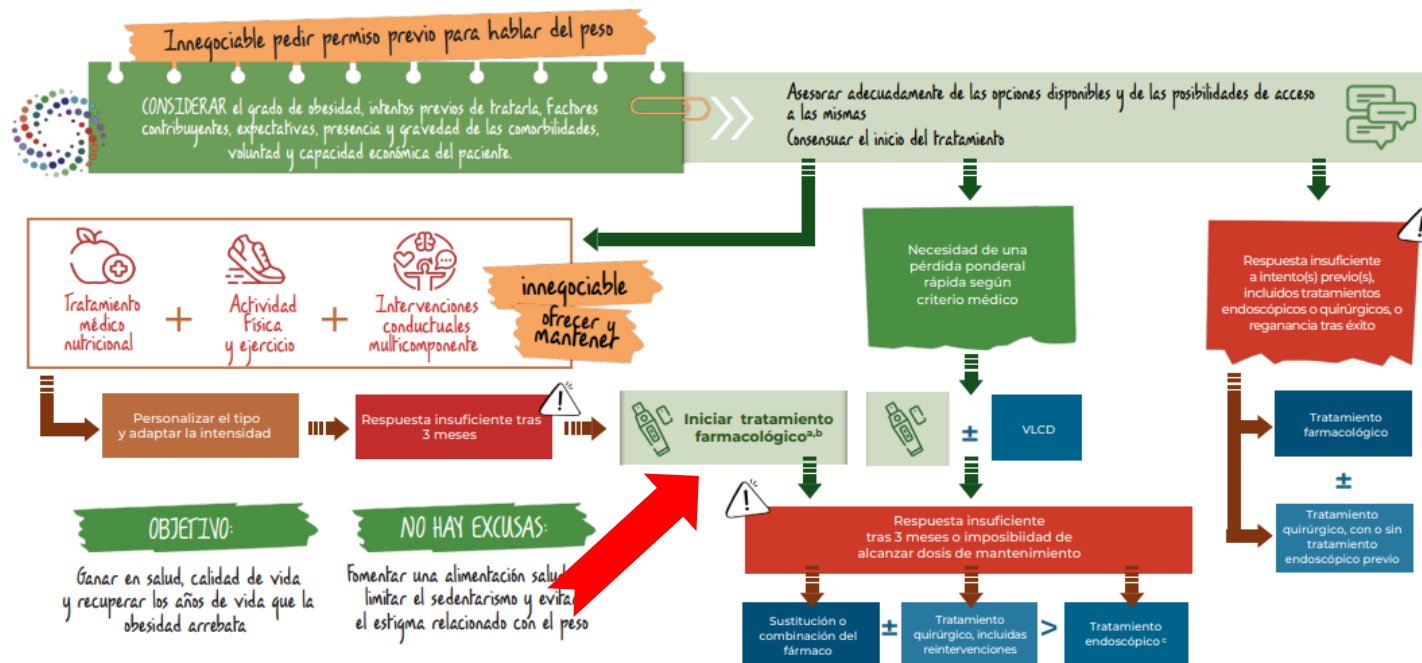 Innegociable pedir permiso previo para hablar del peso
CONSIDERAR el grado de obesidad, intentos previos de tratarla, Factores
contribuyentes, expectativas, presencia y gravedad de las comorbilidades,
voluntad y capacidad económica del paciente.
Asesorar adecuadamente de las opciones disponibles y de las posibilidades de acceso
a las mismas
Consensuar el inicio del tratamiento
Tratamiento
médico
nutricional
+
Actividad
Física
y ejercicio
+
Intervenciones
conductuales
multicomponente
innegociable
ofrecer y
mantener
Necesidad de una
pérdida ponderal
rápida según
criterio médico
!
Respuesta insuficiente
a intento(s) previo(s),
incluidos tratamientos
endoscópicos o quirúrgicos, o
reganancia tras éxito
Personalizar el tipo
y adaptar la intensidad
!
Respuesta insuficiente tras
3 meses
Iniciar tratamiento
farmacológico a,b
±
VLCD
Tratamiento
farmacológico
±
Tratamiento
quirúrgico, con o sin
tratamiento
endoscópico previo
!
Respuesta insuficiente
tras 3 meses o imposibiidad de
alcanzar dosis de mantenimiento
Sustitución o
combinación del
fármaco
±
Tratamiento
quirúrgico, incluidas
reintervenciones
>
Tratamiento
endoscópico c
OBJETIVO:
Ganar en salud, calidad de vida
y recuperar los años de vida que la
obesidad arrebata
NO HAY EXCUSAS:
Fomentar una alimentación
limitar el sedentarismo y
el estigma relacionado con el peso